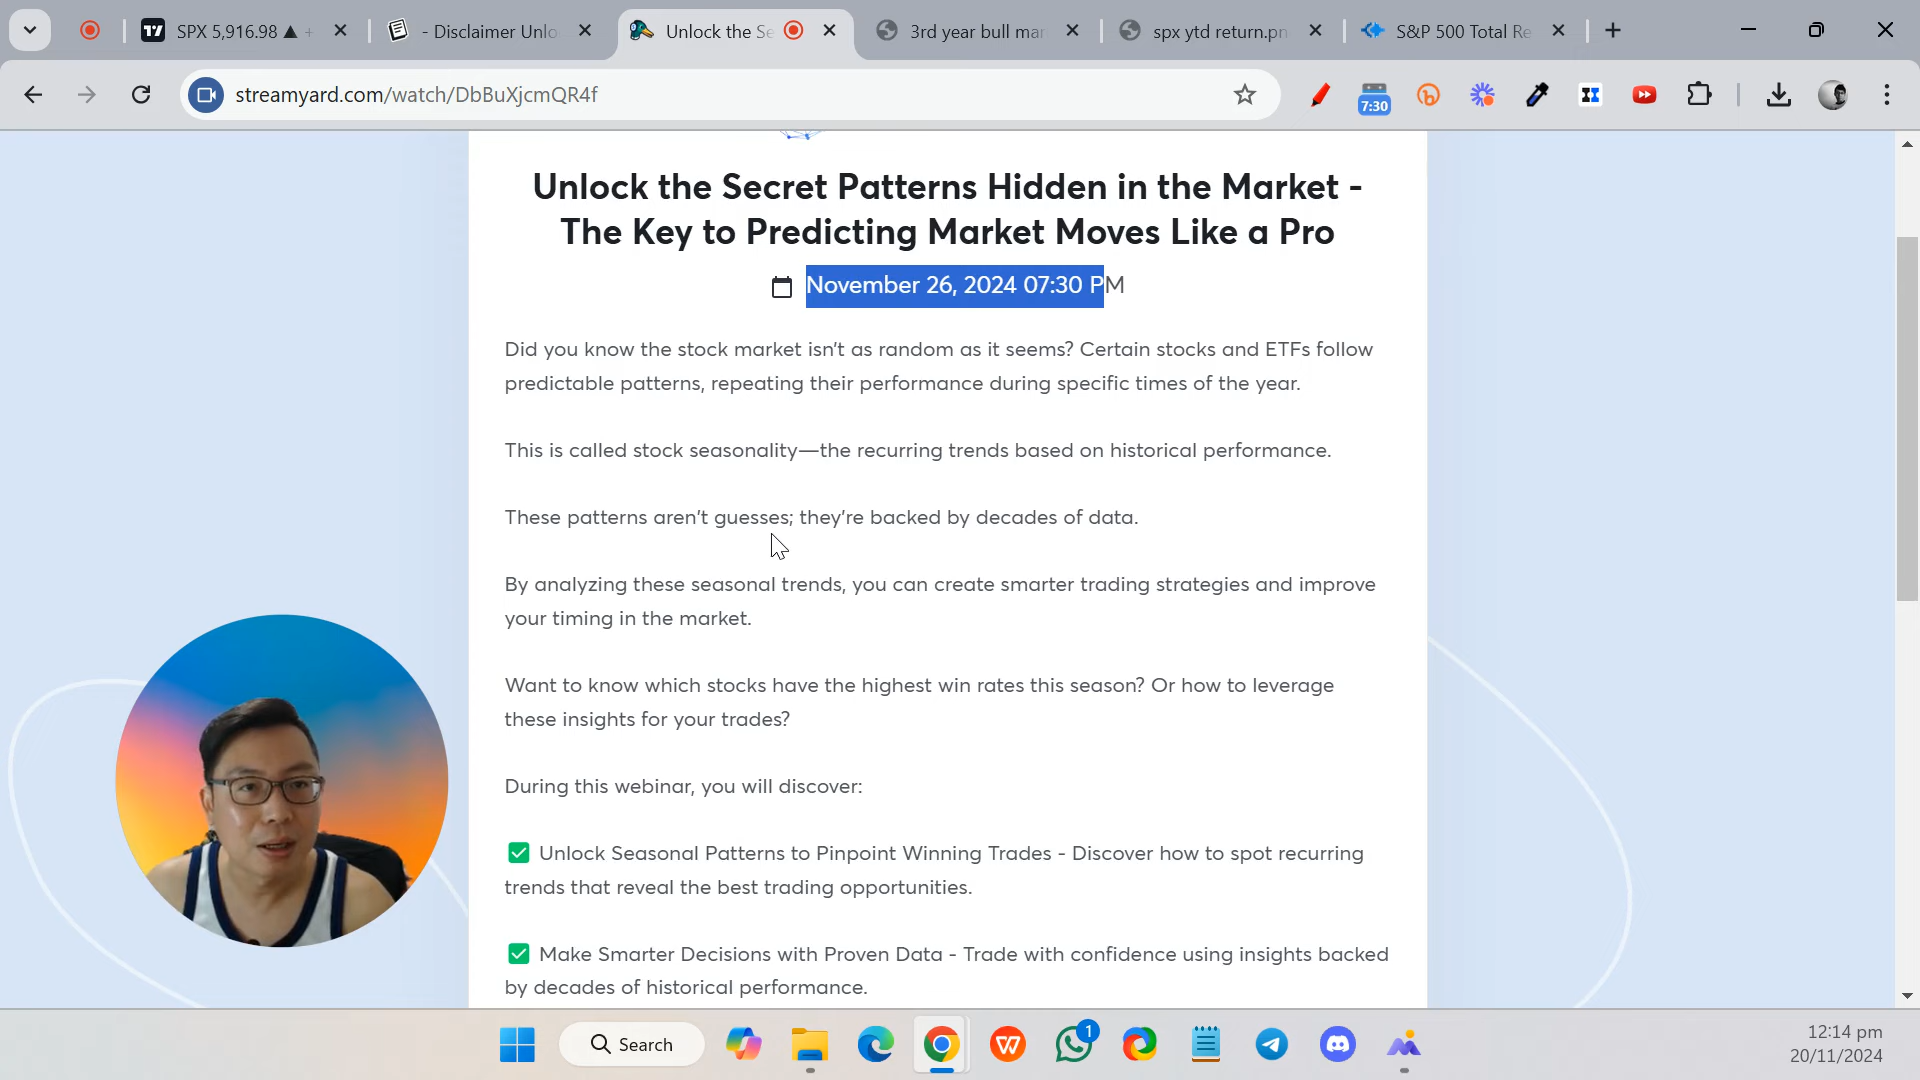 SPX 5,916.98 ▲ +
- Disclaimer Unlo
Unlock the Se
3rd year bull mar
spx ytd return.pn
S&P 500 Total Re
streamyard.com/watch/DbBuXjcmQR4f
7:30
Unlock the Secret Patterns Hidden in the Market -
The Key to Predicting Market Moves Like a Pro
November 26, 2024 07:30 PM
Did you know the stock market isn't as random as it seems? Certain stocks and ETFs follow
predictable patterns, repeating their performance during specific times of the year.
This is called stock seasonality—the recurring trends based on historical performance.
These patterns aren't guesses; they're backed by decades of data.
By analyzing these seasonal trends, you can create smarter trading strategies and improve
your timing in the market.
Want to know which stocks have the highest win rates this season? Or how to leverage
these insights for your trades?
During this webinar, you will discover:
✅ Unlock Seasonal Patterns to Pinpoint Winning Trades - Discover how to spot recurring
trends that reveal the best trading opportunities.
✅ Make Smarter Decisions with Proven Data - Trade with confidence using insights backed
by decades of historical performance.
Search
1
12:14 pm
20/11/2024